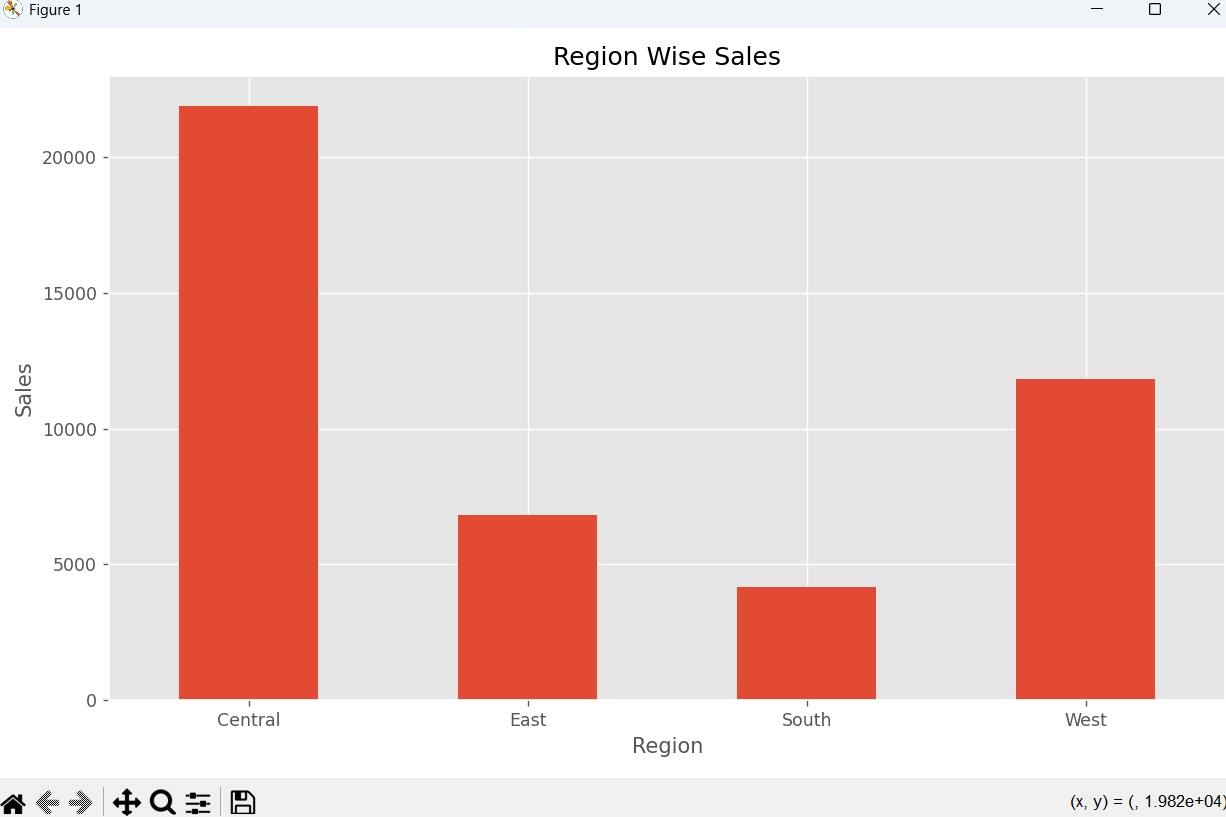 Figure 1
Region Wise Sales
20000
15000
10000
5000
0
Sales
Central East South West
Region
(x, y) = (, 1.982e+04)